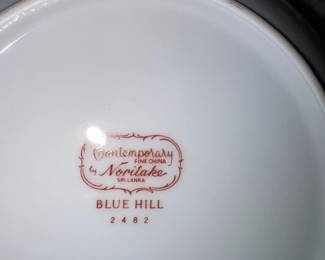 Contemporary
FINE CHINA
by Noritake
SRI LANKA
BLUE HILL
2482